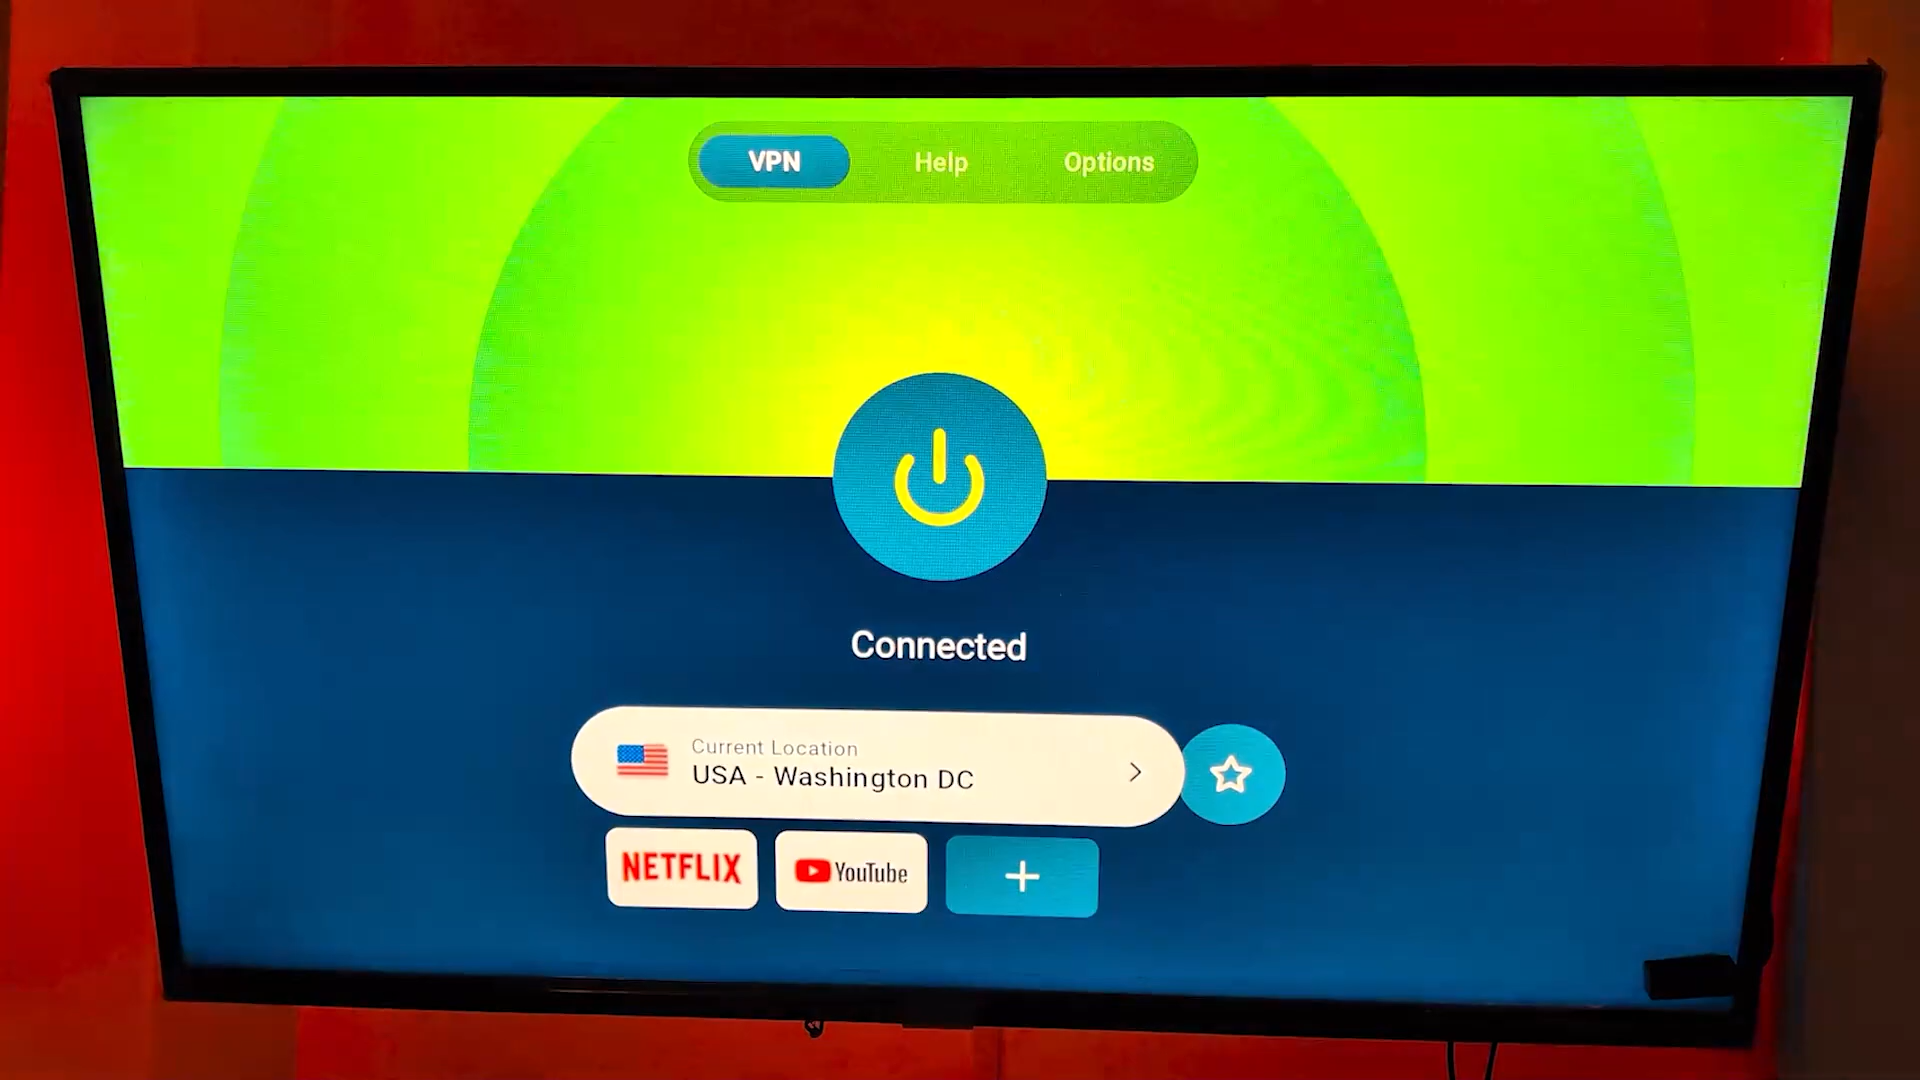 VPN
Help
Options
Connected
Current Location
USA - Washington DC
NETFLIX
YouTube